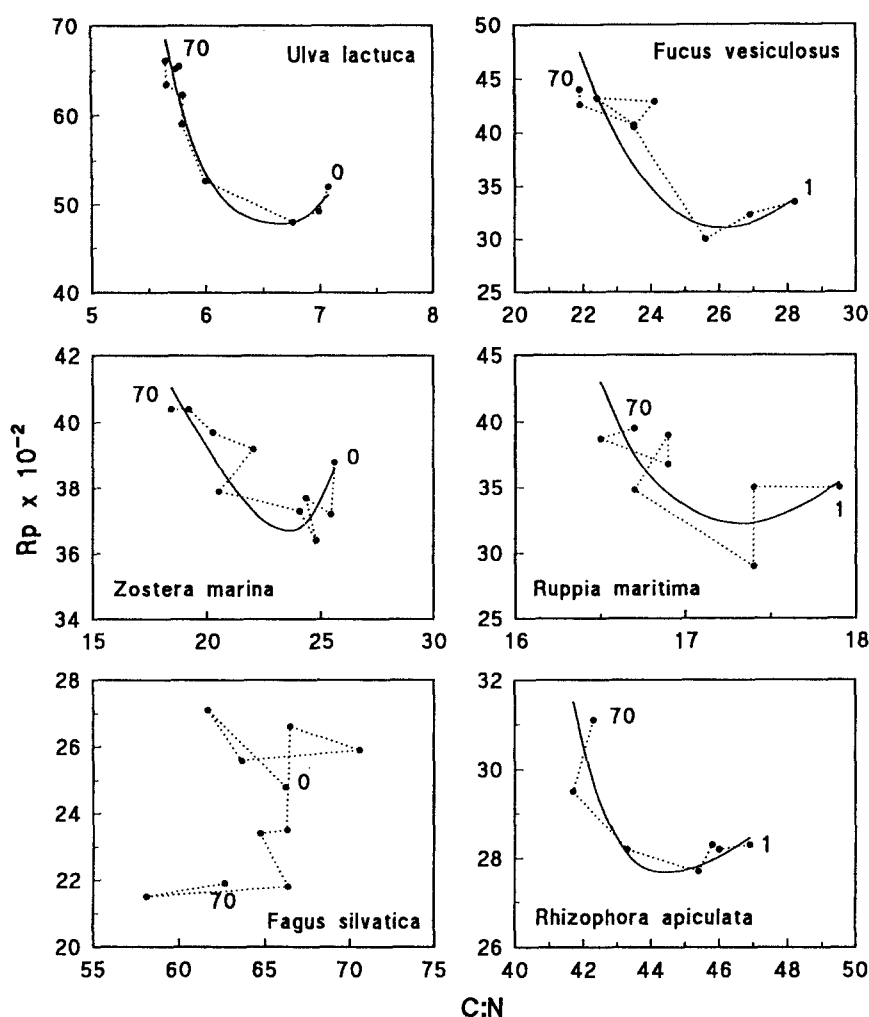 70
60
50
40
5 6 7 8
Ulva lactuca
70
0
50
45
40
35
30
25
20 22 24 26 28 30
Fucus vesiculosus
70
1
42
40
38
36
34
15 20 25 30
Zostera marina
70
0
45
40
35
30
25
16 17 18
Ruppia maritima
70
1
28
26
24
22
20
55 60 65 70 75
Fagus silvatica
0
70
32
30
28
26
40 42 44 46 48 50
Rhizophora apiculata
70
1
Rp x 10⁻²
C:N